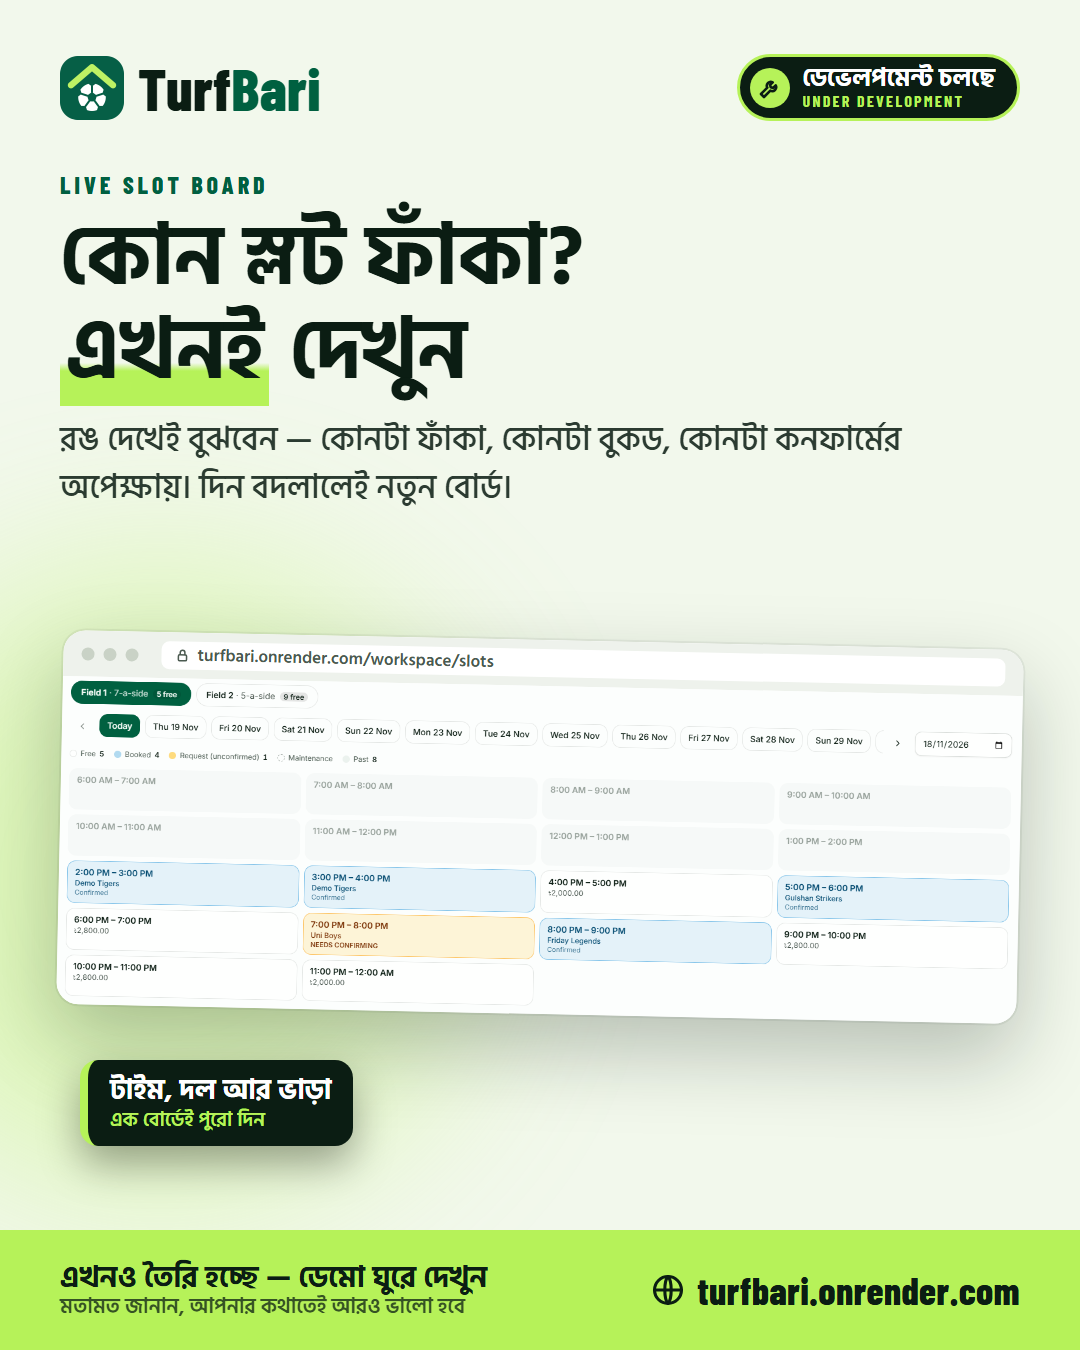 TurfBari
ডেভেলপমেন্ট চলছে
UNDER DEVELOPMENT
LIVE SLOT BOARD
কোন স্লট ফাঁকা?
এখনই দেখুন
রঙ দেখেই বুঝবেন — কোনটা ফাঁকা, কোনটা বুকড, কোনটা কনফার্মের
অপেক্ষায়। দিন বদলালেই নতুন বোর্ড।
turfbari.onrender.com/workspace/slots
Field 1 · 7-a-side 5 free Field 2 · 5-a-side 9 free
Today Thu 19 Nov Fri 20 Nov Sat 21 Nov Sun 22 Nov Mon 23 Nov Tue 24 Nov Wed 25 Nov Thu 26 Nov Fri 27 Nov Sat 28 Nov Sun 29 Nov 18/11/2026
Free 5 Booked 4 Request (unconfirmed) 1 Maintenance Past 8
6:00 AM – 7:00 AM 7:00 AM – 8:00 AM 8:00 AM – 9:00 AM 9:00 AM – 10:00 AM
10:00 AM – 11:00 AM 11:00 AM – 12:00 PM 12:00 PM – 1:00 PM 1:00 PM – 2:00 PM
2:00 PM – 3:00 PM 3:00 PM – 4:00 PM 4:00 PM – 5:00 PM 5:00 PM – 6:00 PM
Demo Tigers Demo Tigers ৳2,000.00 Gulshan Strikers
Confirmed Confirmed Confirmed
6:00 PM – 7:00 PM 7:00 PM – 8:00 PM 8:00 PM – 9:00 PM 9:00 PM – 10:00 PM
৳2,800.00 Uni Boys Friday Legends ৳2,800.00
NEEDS CONFIRMING Confirmed
10:00 PM – 11:00 PM 11:00 PM – 12:00 AM
৳2,800.00 ৳2,000.00
টাইম, দল আর ভাড়া
এক বোর্ডেই পুরো দিন
এখনও তৈরি হচ্ছে — ডেমো ঘুরে দেখুন
মতামত জানান, আপনার কথাতেই আরও ভালো হবে
turfbari.onrender.com